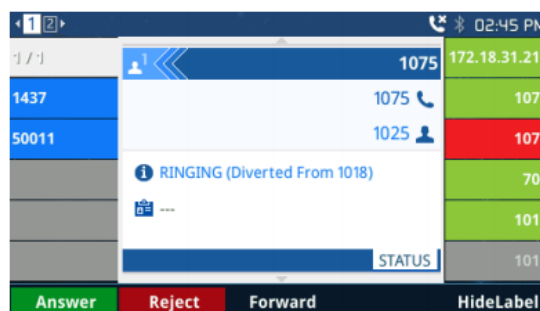 1 2 02:45 PM
1 1075 172.18.31.21
1437 1075 107
50011 1025 107
RINGING (Diverted From 1018) 70
--- 101
STATUS 101
Answer Reject Forward HideLabel